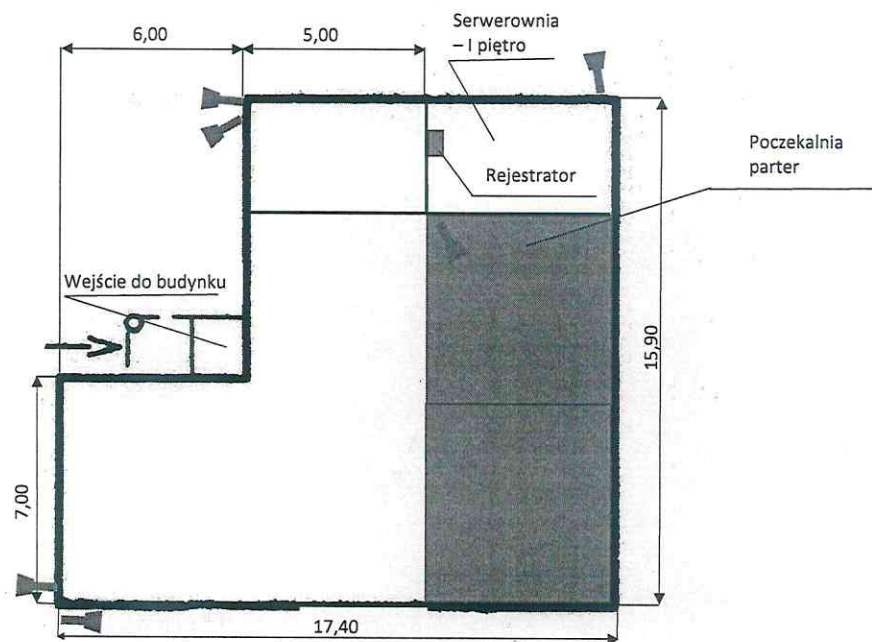 6,00
5,00
Serwerownia
– I piętro
Poczekalnia
parter
Rejestrator
Wejście do budynku
15,90
7,00
17,40